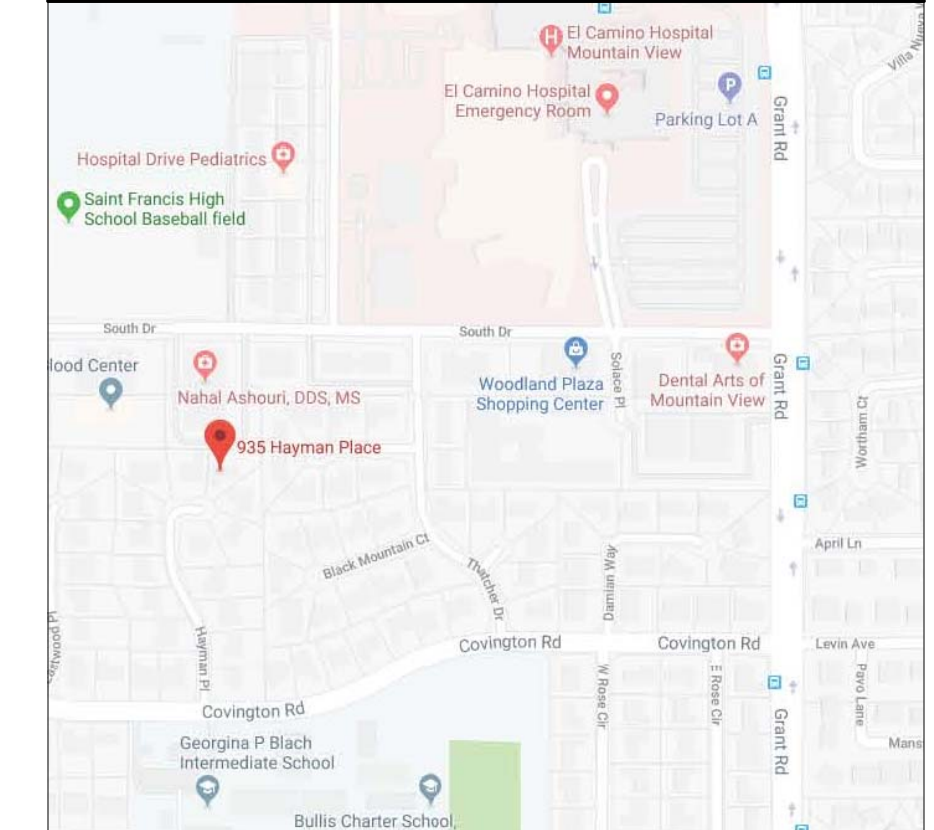 El Camino Hospital
Mountain View
El Camino Hospital
Emergency Room
P
Parking Lot A
Grant Rd
Villa Nueva
Hospital Drive Pediatrics
Saint Francis High
School Baseball field
South Dr
South Dr
lood Center
Nahal Ashouri, DDS, MS
Woodland Plaza
Shopping Center
Solace Pl
Dental Arts of
Mountain View
Grant Rd
Wortham Ct
935 Hayman Place
Black Mountain Ct
Thatcher Dr
Damian Way
April Ln
Hayman Pl
Covington Rd
Covington Rd
Levin Ave
Covington Rd
W Rose Cir
E Rose Cir
Grant Rd
Pavo Lane
Mans
Georgina P Blach
Intermediate School
Bullis Charter School,